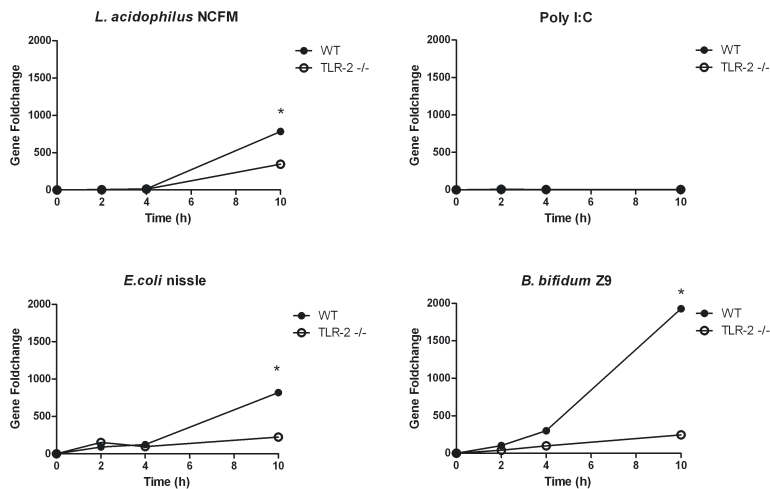 L. acidophilus NCFM
2000
1500
1000
500
0
Gene Foldchange
0 2 4 6 8 10
Time (h)
WT
TLR-2 -/-
*
Poly I:C
2000
1500
1000
500
0
Gene Foldchange
0 2 4 6 8 10
Time (h)
WT
TLR-2 -/-
E.coli nissle
2000
1500
1000
500
0
Gene Foldchange
0 2 4 6 8 10
Time (h)
WT
TLR-2 -/-
*
B. bifidum Z9
2000
1500
1000
500
0
Gene Foldchange
0 2 4 6 8 10
Time (h)
WT
TLR-2 -/-
*